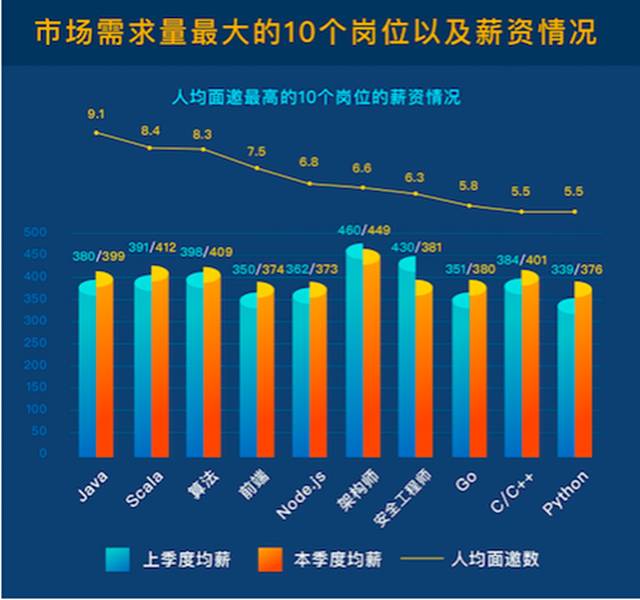 市场需求量最大的10个岗位以及薪资情况
人均面邀最高的10个岗位的薪资情况
9.1
8.4
8.3
7.5
6.8
6.6
6.3
5.8
5.5
5.5
500
450
400
350
300
250
200
150
100
50
0
380/399
391/412
398/409
350/374
362/373
460/449
430/381
351/380
384/401
339/376
Java
Scala
算法
前端
Node.js
架构师
安全工程师
Go
C/C++
Python
上季度均薪
本季度均薪
人均面邀数